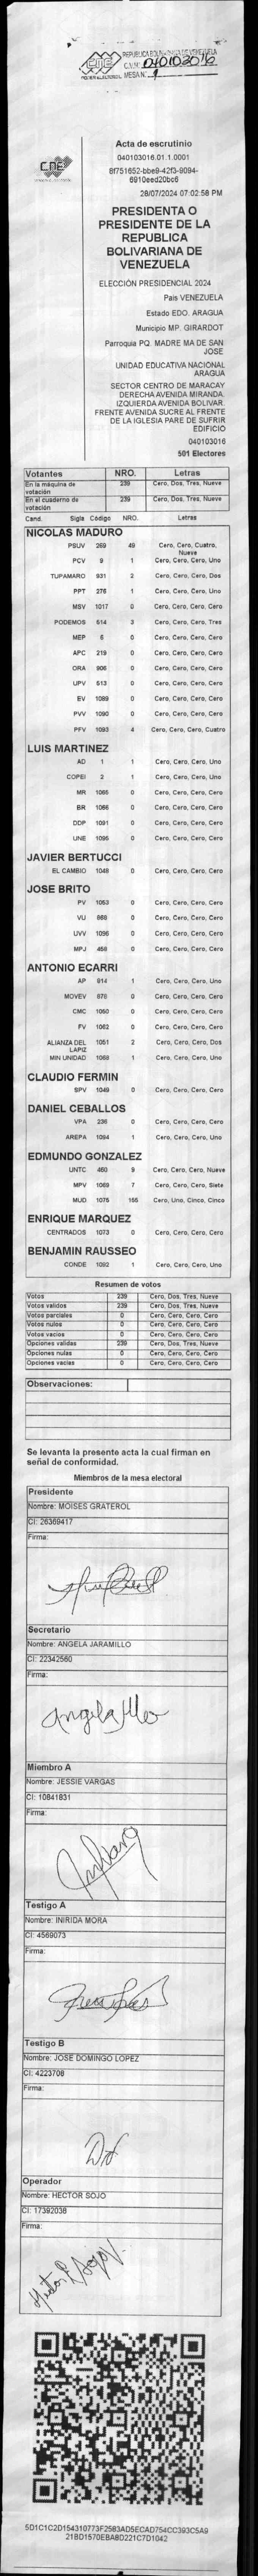 REPUBLICA BOLIVARIANA DE VENEZUELA
CNE
C.V.Nº: 040103016
PODER ELECTORAL MESA N: 1
Acta de escrutinio
CNE
040103016.01.1.0001
8f751652-bbe9-42f3-9094-
6910eed20bc6
28/07/2024 07:02:58 PM
PRESIDENTA O
PRESIDENTE DE LA
REPUBLICA
BOLIVARIANA DE
VENEZUELA
ELECCIÓN PRESIDENCIAL 2024
Pais VENEZUELA
Estado EDO. ARAGUA
Municipio MP. GIRARDOT
Parroquia PQ. MADRE MA DE SAN
JOSE
UNIDAD EDUCATIVA NACIONAL
ARAGUA
SECTOR CENTRO DE MARACAY
DERECHA AVENIDA MIRANDA.
IZQUIERDA AVENIDA BOLIVAR.
FRENTE AVENIDA SUCRE AL FRENTE
DE LA IGLESIA PARE DE SUFRIR
EDIFICIO
040103016
501 Electores
Votantes NRO. Letras
En la máquina de votación 239 Cero, Dos, Tres, Nueve
En el cuaderno de votación 239 Cero, Dos, Tres, Nueve
Cand. Sigla Código NRO. Letras
NICOLAS MADURO
PSUV 269 49 Cero, Cero, Cuatro, Nueve
PCV 9 1 Cero, Cero, Cero, Uno
TUPAMARO 931 2 Cero, Cero, Cero, Dos
PPT 276 1 Cero, Cero, Cero, Uno
MSV 1017 0 Cero, Cero, Cero, Cero
PODEMOS 514 3 Cero, Cero, Cero, Tres
MEP 6 0 Cero, Cero, Cero, Cero
APC 219 0 Cero, Cero, Cero, Cero
ORA 906 0 Cero, Cero, Cero, Cero
UPV 513 0 Cero, Cero, Cero, Cero
EV 1089 0 Cero, Cero, Cero, Cero
PVV 1090 0 Cero, Cero, Cero, Cero
PFV 1093 4 Cero, Cero, Cero, Cuatro
LUIS MARTINEZ
AD 1 1 Cero, Cero, Cero, Uno
COPEI 2 1 Cero, Cero, Cero, Uno
MR 1065 0 Cero, Cero, Cero, Cero
BR 1066 0 Cero, Cero, Cero, Cero
DDP 1091 0 Cero, Cero, Cero, Cero
UNE 1095 0 Cero, Cero, Cero, Cero
JAVIER BERTUCCI
EL CAMBIO 1048 0 Cero, Cero, Cero, Cero
JOSE BRITO
PV 1053 0 Cero, Cero, Cero, Cero
VU 868 0 Cero, Cero, Cero, Cero
UVV 1096 0 Cero, Cero, Cero, Cero
MPJ 458 0 Cero, Cero, Cero, Cero
ANTONIO ECARRI
AP 914 1 Cero, Cero, Cero, Uno
MOVEV 879 0 Cero, Cero, Cero, Cero
CMC 1060 0 Cero, Cero, Cero, Cero
FV 1062 0 Cero, Cero, Cero, Cero
ALIANZA DEL LAPIZ 1051 2 Cero, Cero, Cero, Dos
MIN UNIDAD 1068 1 Cero, Cero, Cero, Uno
CLAUDIO FERMIN
SPV 1049 0 Cero, Cero, Cero, Cero
DANIEL CEBALLOS
VPA 236 0 Cero, Cero, Cero, Cero
AREPA 1094 1 Cero, Cero, Cero, Uno
EDMUNDO GONZALEZ
UNTC 460 9 Cero, Cero, Cero, Nueve
MPV 1069 7 Cero, Cero, Cero, Siete
MUD 1075 155 Cero, Uno, Cinco, Cinco
ENRIQUE MARQUEZ
CENTRADOS 1073 0 Cero, Cero, Cero, Cero
BENJAMIN RAUSSEO
CONDE 1092 1 Cero, Cero, Cero, Uno
Resumen de votos
Votos 239 Cero, Dos, Tres, Nueve
Votos validos 239 Cero, Dos, Tres, Nueve
Votos parciales 0 Cero, Cero, Cero, Cero
Votos nulos 0 Cero, Cero, Cero, Cero
Votos vacios 0 Cero, Cero, Cero, Cero
Opciones validas 239 Cero, Dos, Tres, Nueve
Opciones nulas 0 Cero, Cero, Cero, Cero
Opciones vacias 0 Cero, Cero, Cero, Cero
Observaciones:
Se levanta la presente acta la cual firman en
señal de conformidad.
Miembros de la mesa electoral
Presidente
Nombre: MOISES GRATEROL
CI: 26369417
Firma:
Secretario
Nombre: ANGELA JARAMILLO
CI: 22342560
Firma:
Miembro A
Nombre: JESSIE VARGAS
CI: 10841831
Firma:
Testigo A
Nombre: INIRIDA MORA
CI: 4569073
Firma:
Testigo B
Nombre: JOSE DOMINGO LOPEZ
CI: 4223708
Firma:
Operador
Nombre: HECTOR SOJO
CI: 17392038
Firma:
5D1C1C2D154310773F2583AD5ECAD754CC393C5A9
21BD1570EBA8D221C7D1042